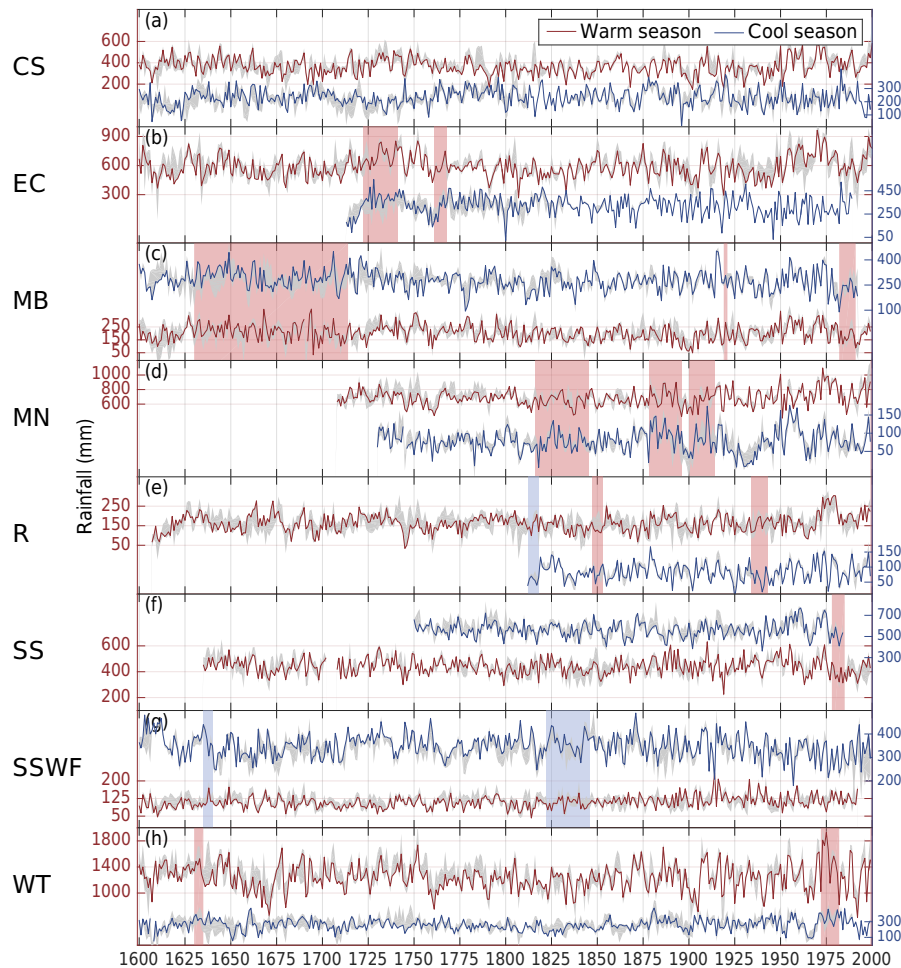 (a)
Warm season Cool season
CS
600
400
200
300
200
100
(b)
EC
900
600
300
450
250
50
(c)
MB
400
250
100
250
150
50
(d)
MN
1000
800
600
150
100
50
Rainfall (mm)
(e)
R
250
150
50
150
100
50
(f)
SS
700
500
300
600
400
200
(g)
SSWF
400
300
200
200
125
50
(h)
WT
1800
1400
1000
300
100
1600 1625 1650 1675 1700 1725 1750 1775 1800 1825 1850 1875 1900 1925 1950 1975 2000